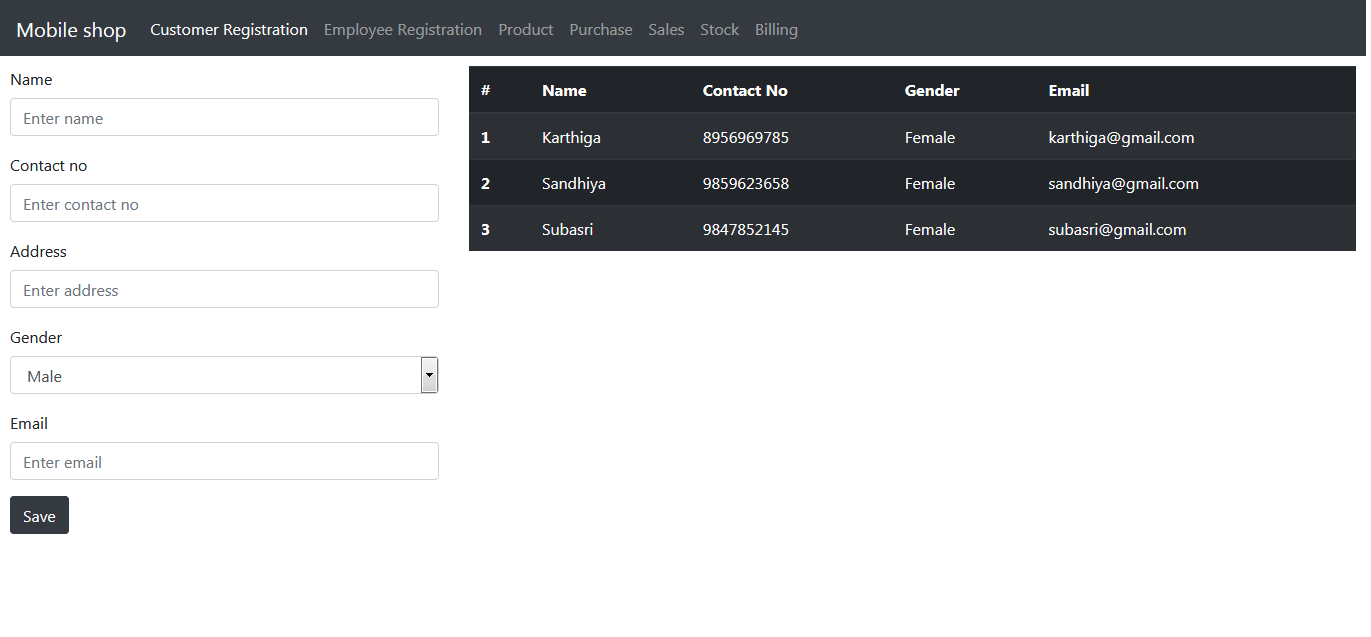 Mobile shop Customer Registration Employee Registration Product Purchase Sales Stock Billing
Name
Enter name
Contact no
Enter contact no
Address
Enter address
Gender
Male
Email
Enter email
Save
# Name Contact No Gender Email
1 Karthiga 8956969785 Female karthiga@gmail.com
2 Sandhiya 9859623658 Female sandhiya@gmail.com
3 Subasri 9847852145 Female subasri@gmail.com